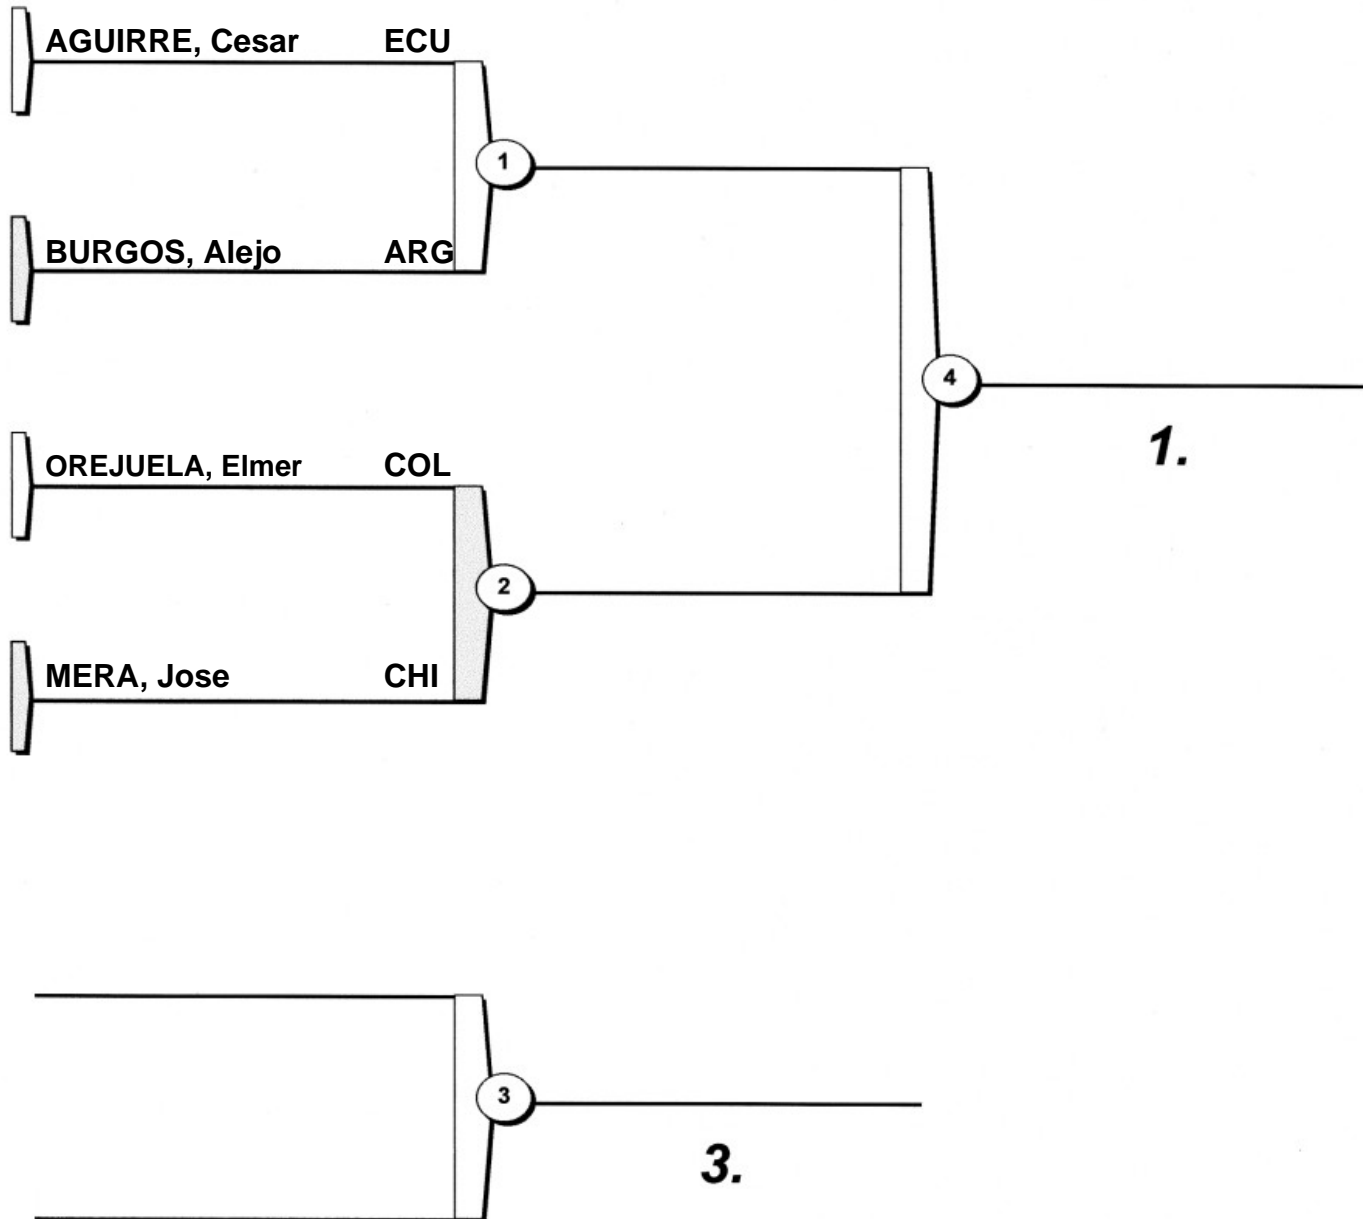 AGUIRRE, Cesar ECU
1
BURGOS, Alejo ARG
4
1.
OREJUELA, Elmer COL
2
MERA, Jose CHI
3
3.